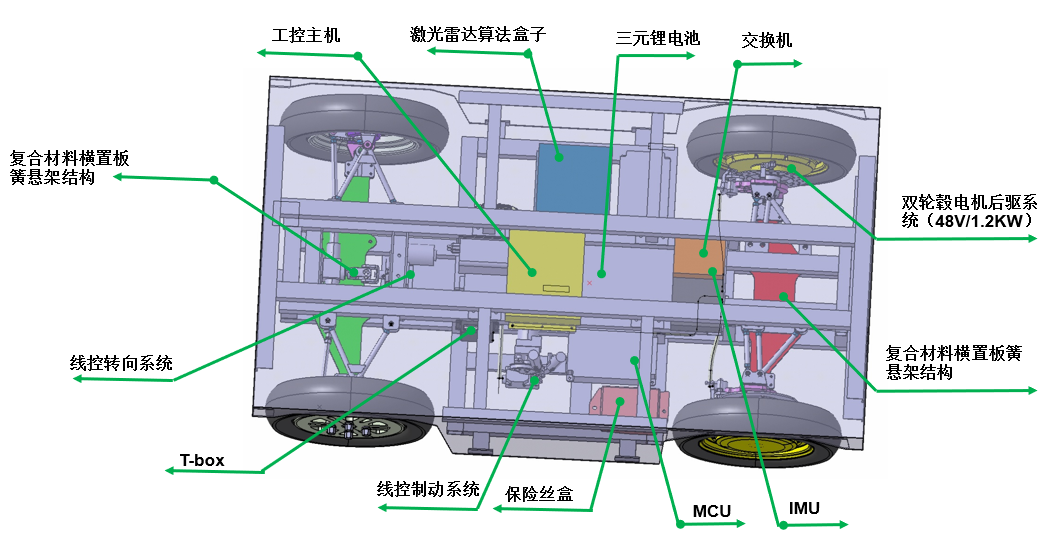 工控主机
激光雷达算法盒子
三元锂电池
交换机
复合材料横置板
簧悬架结构
双轮毂电机后驱系
统（48V/1.2KW）
线控转向系统
复合材料横置板簧
悬架结构
T-box
线控制动系统
保险丝盒
MCU
IMU